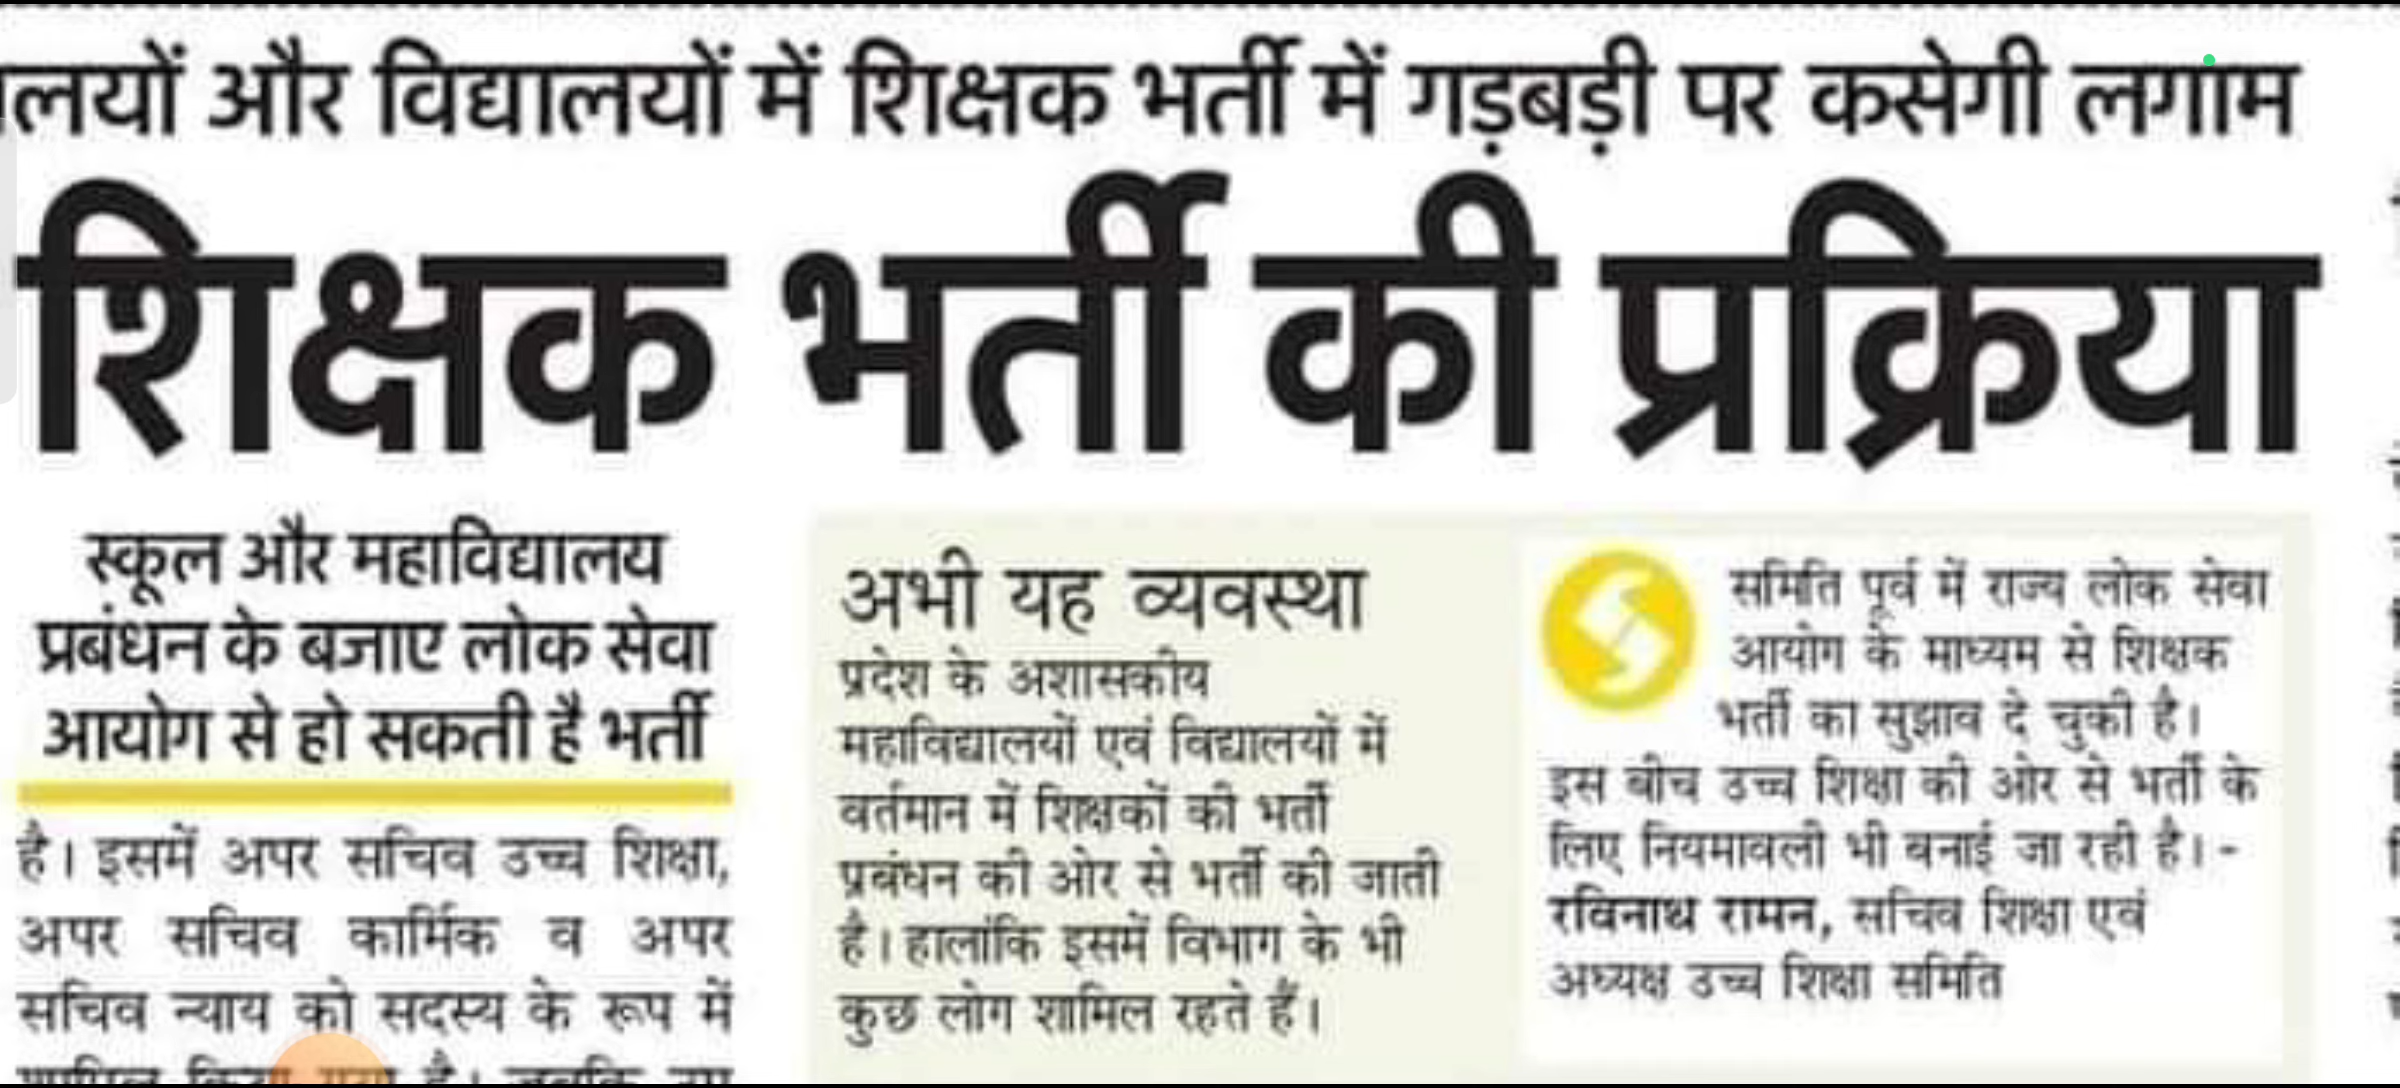 लयों और विद्यालयों में शिक्षक भर्ती में गड़बड़ी पर कसेगी लगाम
शिक्षक भर्ती की प्रक्रिया
स्कूल और महाविद्यालय
प्रबंधन के बजाए लोक सेवा
आयोग से हो सकती है भर्ती
है। इसमें अपर सचिव उच्च शिक्षा,
अपर सचिव कार्मिक व अपर
सचिव न्याय को सदस्य के रूप में
अभी यह व्यवस्था
प्रदेश के अशासकीय
महाविद्यालयों एवं विद्यालयों में
वर्तमान में शिक्षकों की भर्ती
प्रबंधन की ओर से भर्ती की जाती
है। हालांकि इसमें विभाग के भी
कुछ लोग शामिल रहते हैं।
समिति पूर्व में राज्य लोक सेवा
आयोग के माध्यम से शिक्षक
भर्ती का सुझाव दे चुकी है।
इस बीच उच्च शिक्षा की ओर से भर्ती के
लिए नियमावली भी बनाई जा रही है। -
रविनाथ रामन, सचिव शिक्षा एवं
अध्यक्ष उच्च शिक्षा समिति